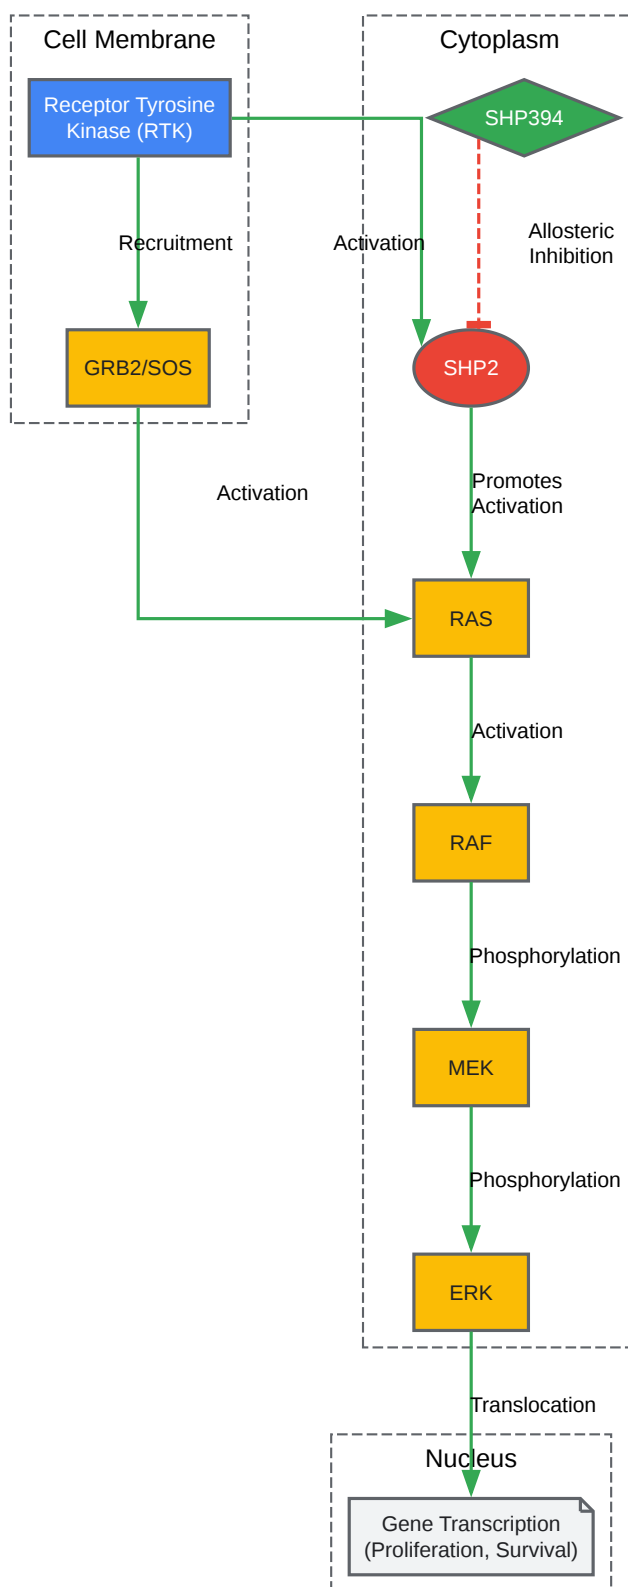 Cell Membrane
Cytoplasm
Receptor Tyrosine
Kinase (RTK)
SHP394
Recruitment
Activation
Allosteric
Inhibition
GRB2/SOS
SHP2
Activation
Promotes
Activation
RAS
Activation
RAF
Phosphorylation
MEK
Phosphorylation
ERK
Translocation
Nucleus
Gene Transcription
(Proliferation, Survival)